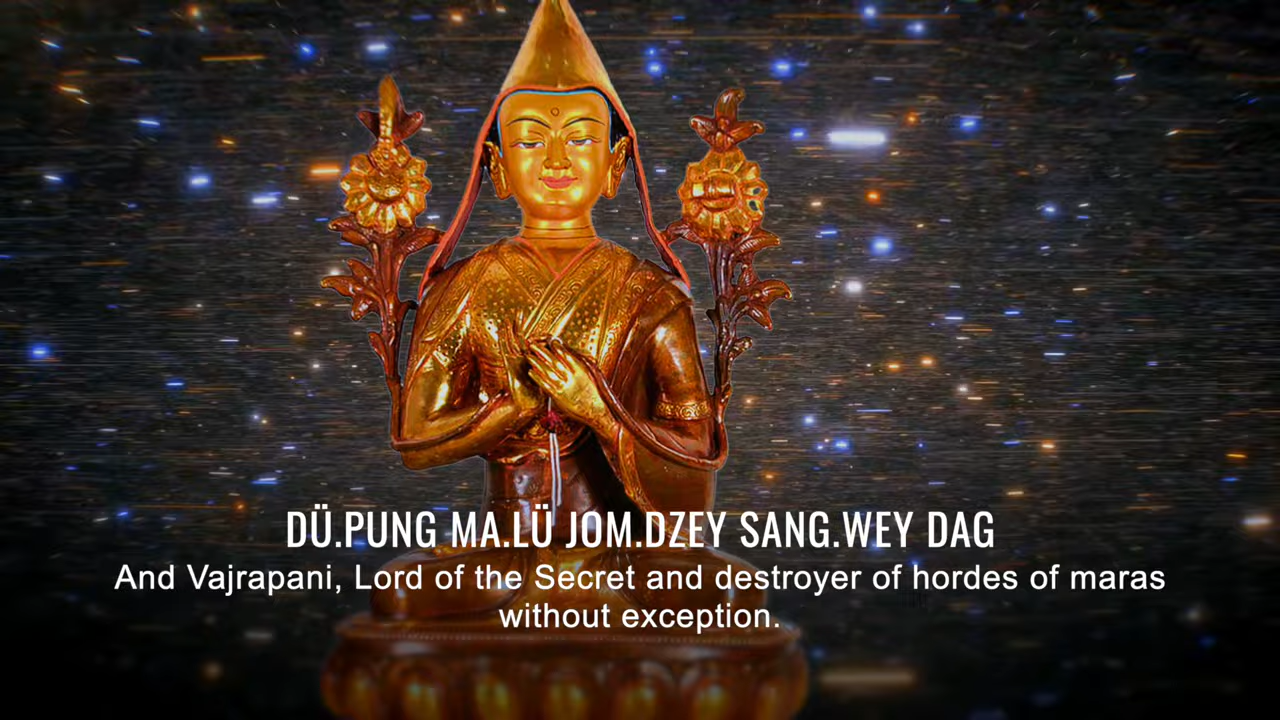 DÜ.PUNG MA.LÜ JOM.DZEY SANG.WEY DAG
And Vajrapani, Lord of the Secret and destroyer of hordes of maras
without exception.